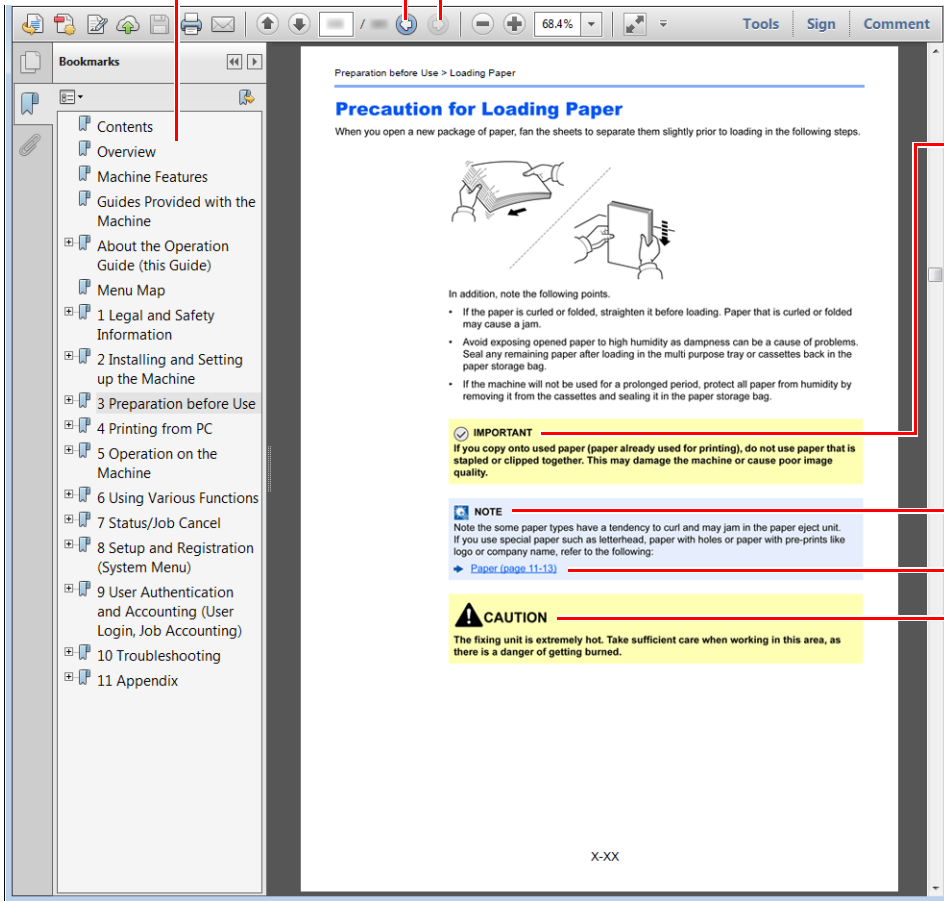 /
68.4%
Tools
Sign
Comment
Bookmarks
Contents
Overview
Machine Features
Guides Provided with the
Machine
About the Operation
Guide (this Guide)
Menu Map
1 Legal and Safety
Information
2 Installing and Setting
up the Machine
3 Preparation before Use
4 Printing from PC
5 Operation on the
Machine
6 Using Various Functions
7 Status/Job Cancel
8 Setup and Registration
(System Menu)
9 User Authentication
and Accounting (User
Login, Job Accounting)
10 Troubleshooting
11 Appendix
Preparation before Use > Loading Paper
Precaution for Loading Paper
When you open a new package of paper, fan the sheets to separate them slightly prior to loading in the following steps.
In addition, note the following points.
• If the paper is curled or folded, straighten it before loading. Paper that is curled or folded
may cause a jam.
• Avoid exposing opened paper to high humidity as dampness can be a cause of problems.
Seal any remaining paper after loading in the multi purpose tray or cassettes back in the
paper storage bag.
• If the machine will not be used for a prolonged period, protect all paper from humidity by
removing it from the cassettes and sealing it in the paper storage bag.
IMPORTANT
If you copy onto used paper (paper already used for printing), do not use paper that is
stapled or clipped together. This may damage the machine or cause poor image
quality.
NOTE
Note the some paper types have a tendency to curl and may jam in the paper eject unit.
If you use special paper such as letterhead, paper with holes or paper with pre-prints like
logo or company name, refer to the following:
Paper (page 11-13)
CAUTION
The fixing unit is extremely hot. Take sufficient care when working in this area, as
there is a danger of getting burned.
X-XX